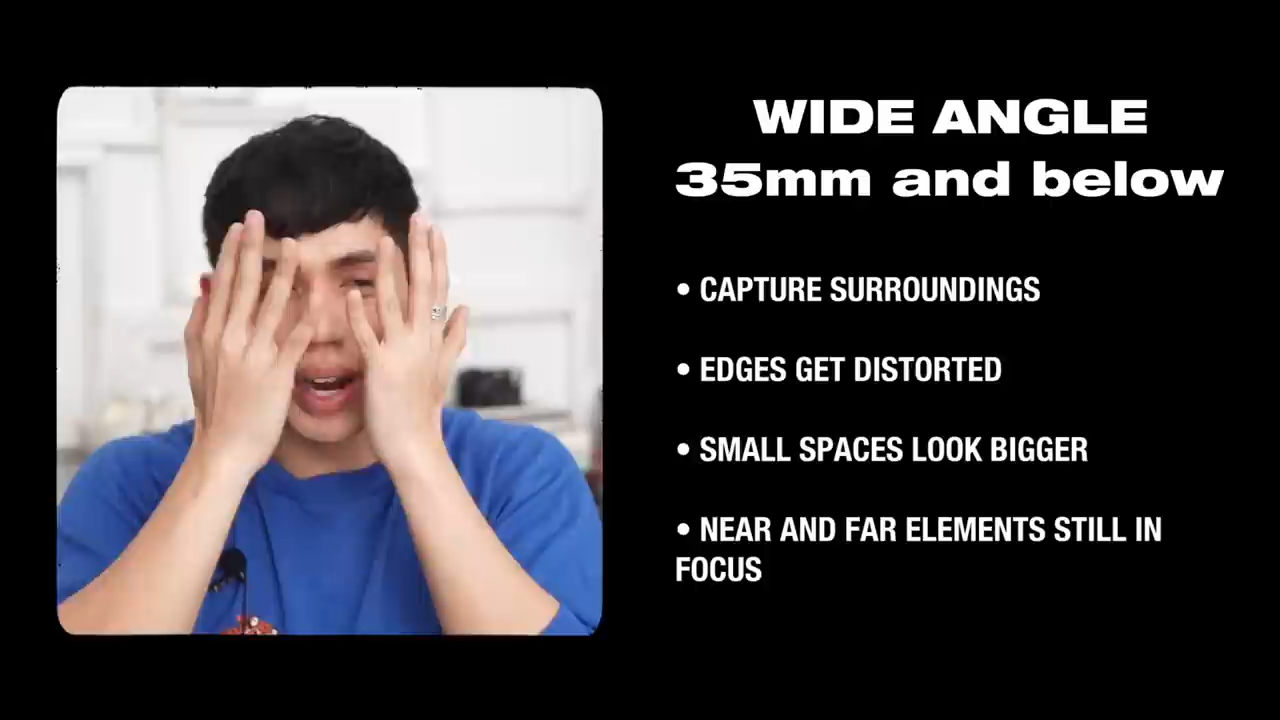 WIDE ANGLE
35mm and below
• CAPTURE SURROUNDINGS
• EDGES GET DISTORTED
• SMALL SPACES LOOK BIGGER
• NEAR AND FAR ELEMENTS STILL IN
FOCUS